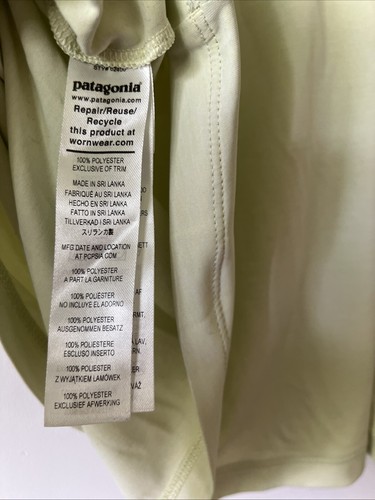 patagonia®
www.patagonia.com
Repair/Reuse/
Recycle
this product at
wornwear.com
100% POLYESTER
EXCLUSIVE OF TRIM
MADE IN SRI LANKA
FABRIQUÉ AU SRI LANKA
HECHO EN SRI LANKA
FATTO IN SRI LANKA
TILLVERKAD I SRI LANKA
スリランカ製
MFG DATE AND LOCATION
AT PCPSIA.COM
100% POLYESTER
A PART LA GARNITURE
100% POLIÉSTER
NO INCLUYE EL ADORNO
100% POLYESTER
AUSGENOMMEN BESATZ
100% POLIESTERE
ESCLUSO INSERTO
100% POLIESTER
Z WYJĄTKIEM LAMÓWEK
100% POLYESTER
EXCLUSIEF AFWERKING